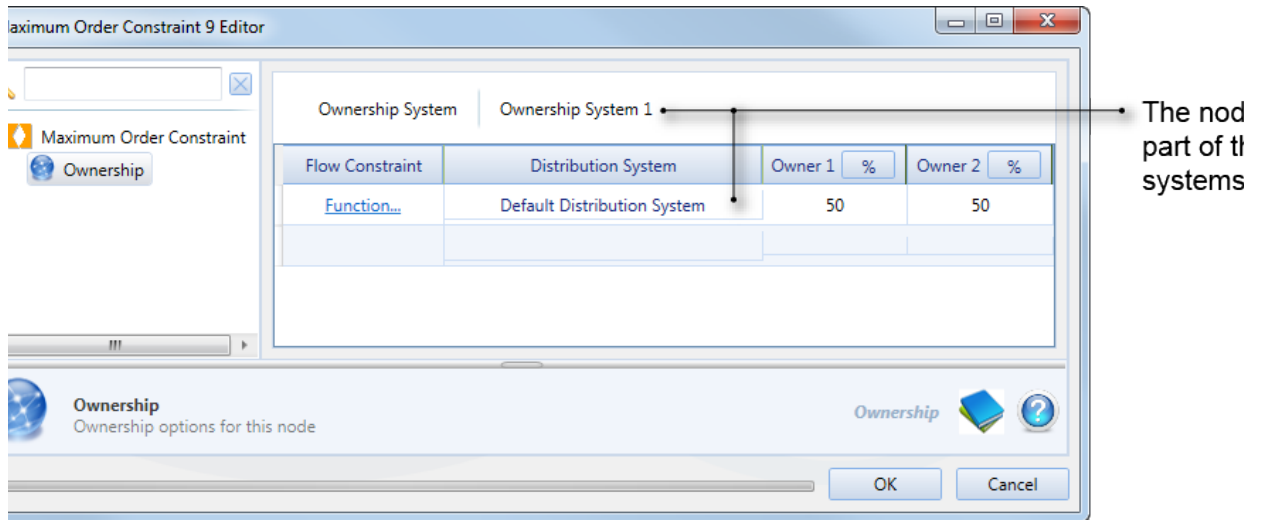 aximum Order Constraint 9 Editor
Maximum Order Constraint
Ownership
Ownership System Ownership System 1
Flow Constraint Distribution System Owner 1 % Owner 2 %
Function... Default Distribution System 50 50
The nod
part of th
systems
Ownership
Ownership options for this node
Ownership
OK Cancel